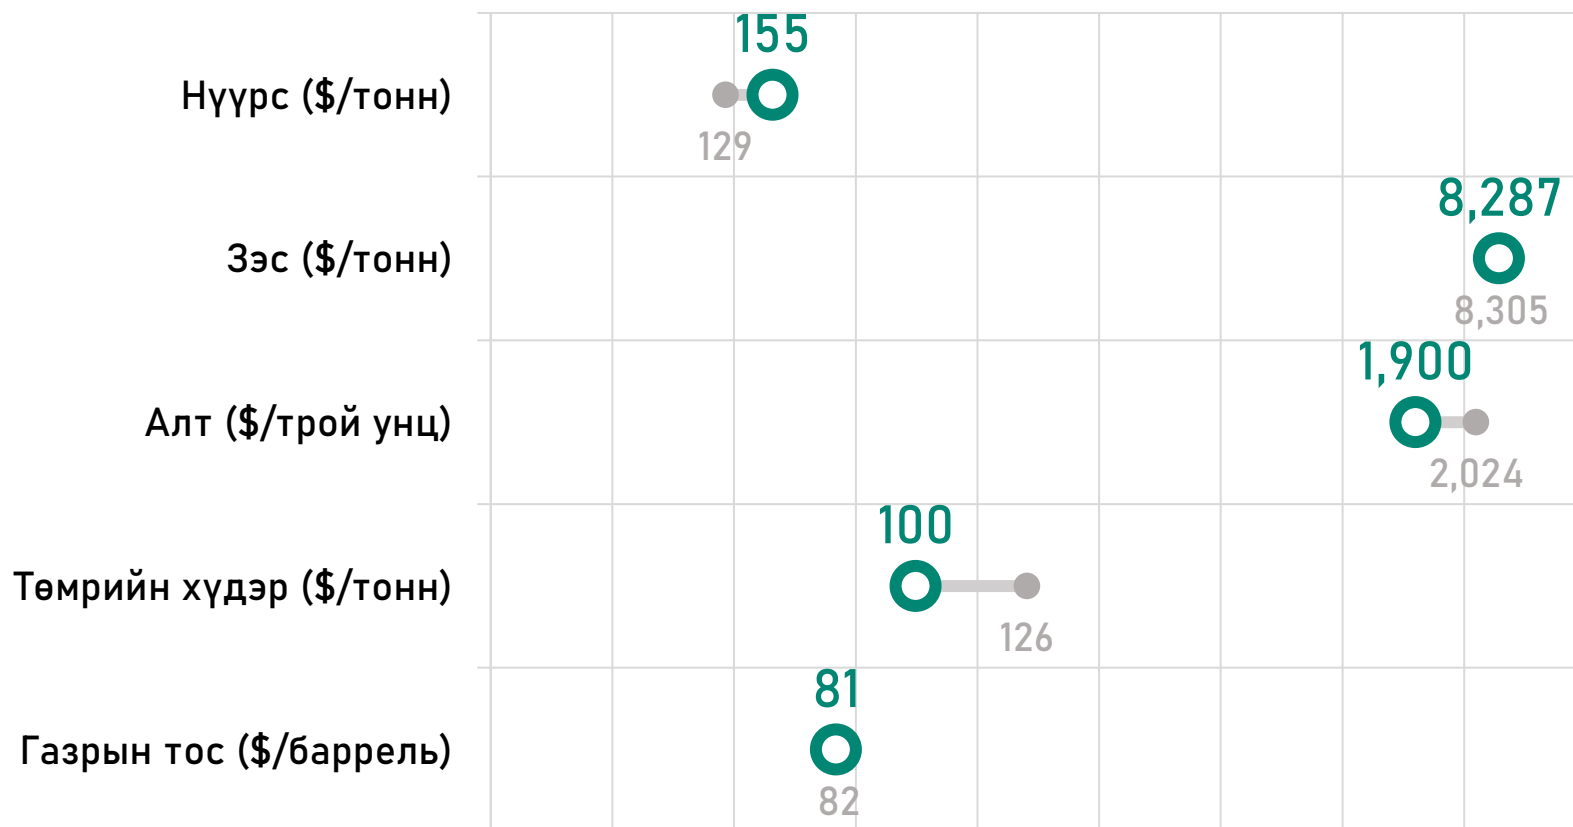 155
Нүүрс ($/тонн)
129
8,287
Зэс ($/тонн)
8,305
1,900
Алт ($/трой унц)
2,024
100
Төмрийн хүдэр ($/тонн)
126
81
Газрын тос ($/баррель)
82